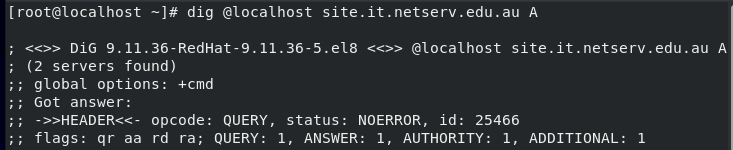 [root@localhost ~]# dig @localhost site.it.netserv.edu.au A
; <<>> DiG 9.11.36-RedHat-9.11.36-5.el8 <<>> @localhost site.it.netserv.edu.au A
; (2 servers found)
;; global options: +cmd
;; Got answer:
;; ->>HEADER<<- opcode: QUERY, status: NOERROR, id: 25466
;; flags: qr aa rd ra; QUERY: 1, ANSWER: 1, AUTHORITY: 1, ADDITIONAL: 1